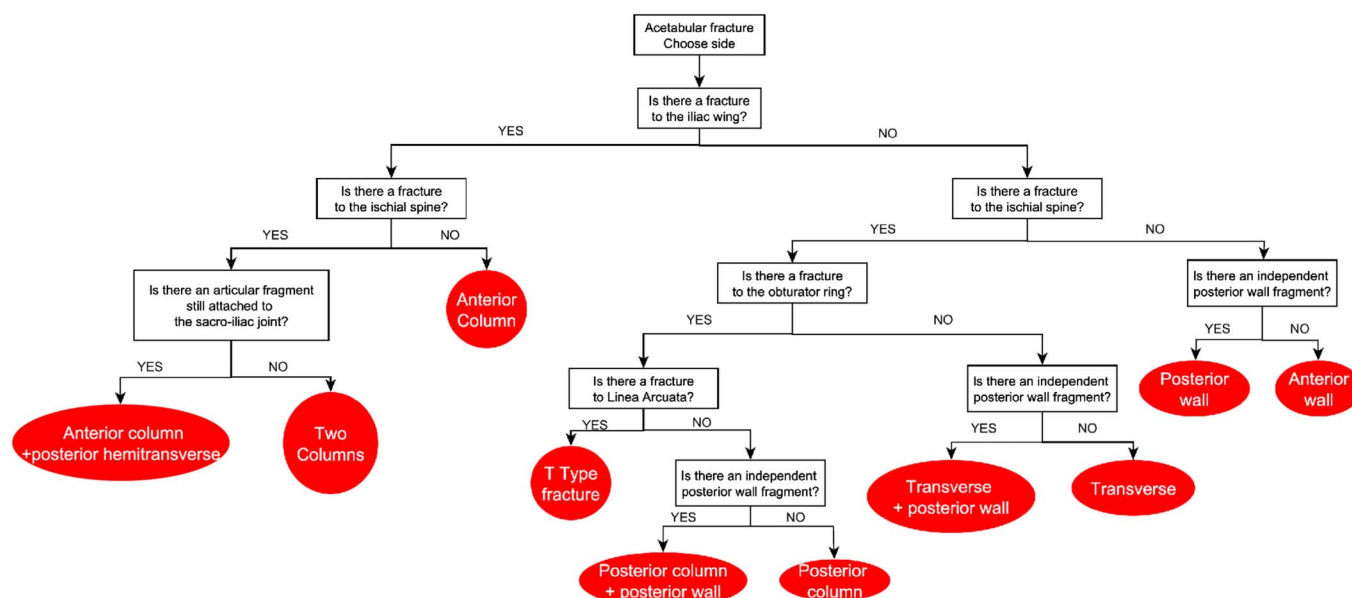 Acetabular fracture
Choose side
Is there a fracture
to the iliac wing?
YES
NO
Is there a fracture
to the ischial spine?
Is there a fracture
to the ischial spine?
YES
NO
YES
NO
Is there an articular fragment
still attached to
the sacro-iliac joint?
Anterior
Column
Is there a fracture
to the obturator ring?
Is there an independent
posterior wall fragment?
YES
NO
YES
NO
YES
NO
Anterior column
+posterior hemitransverse
Two
Columns
Is there a fracture
to Linea Arcuata?
Is there an independent
posterior wall fragment?
Posterior
wall
Anterior
wall
YES
NO
YES
NO
T Type
fracture
Is there an independent
posterior wall fragment?
Transverse
+ posterior wall
Transverse
YES
NO
Posterior column
+ posterior wall
Posterior
column